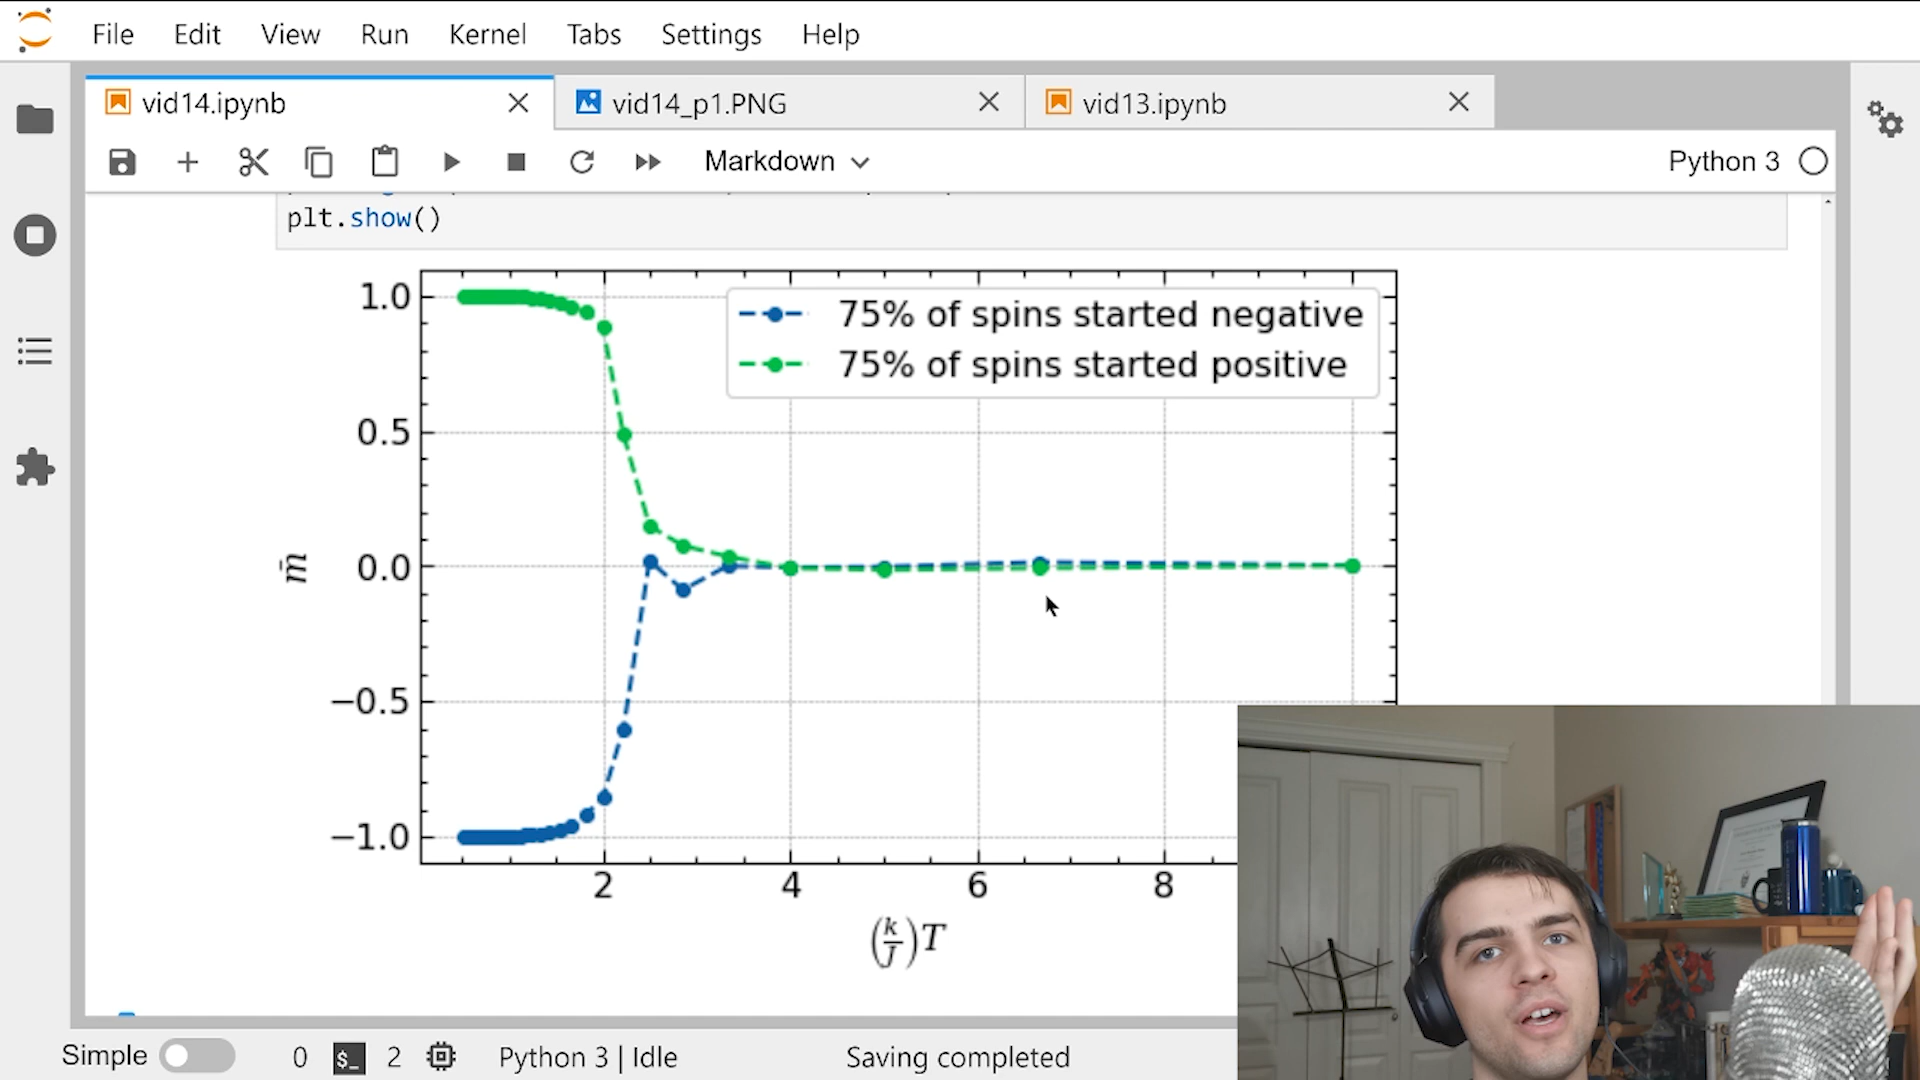 File Edit View Run Kernel Tabs Settings Help
vid14.ipynb vid14_p1.PNG vid13.ipynb
Markdown Python 3
plt.show()
1.0
0.5
0.0
−0.5
−1.0
m̄
75% of spins started negative
75% of spins started positive
2 4 6 8
(k/J)T
Simple 0 $_ 2 Python 3 | Idle Saving completed